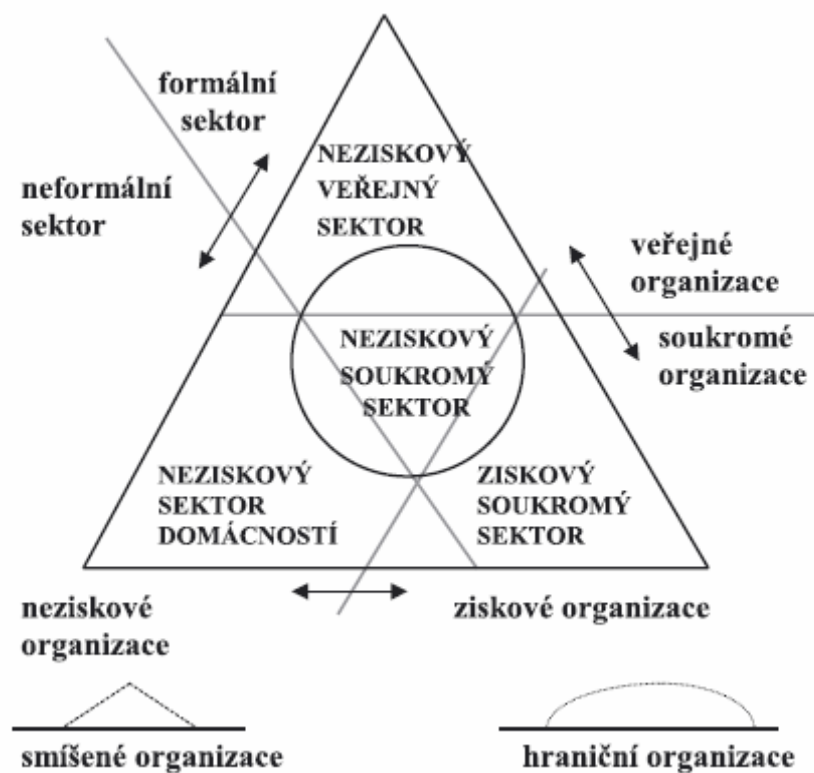 formální
sektor
neformální
sektor
NEZISKOVÝ
VEŘEJNÝ
SEKTOR
veřejné
organizace
soukromé
organizace
NEZISKOVÝ
SOUKROMÝ
SEKTOR
NEZISKOVÝ
SEKTOR
DOMÁCNOSTÍ
ZISKOVÝ
SOUKROMÝ
SEKTOR
neziskové
organizace
ziskové organizace
smíšené organizace
hraniční organizace